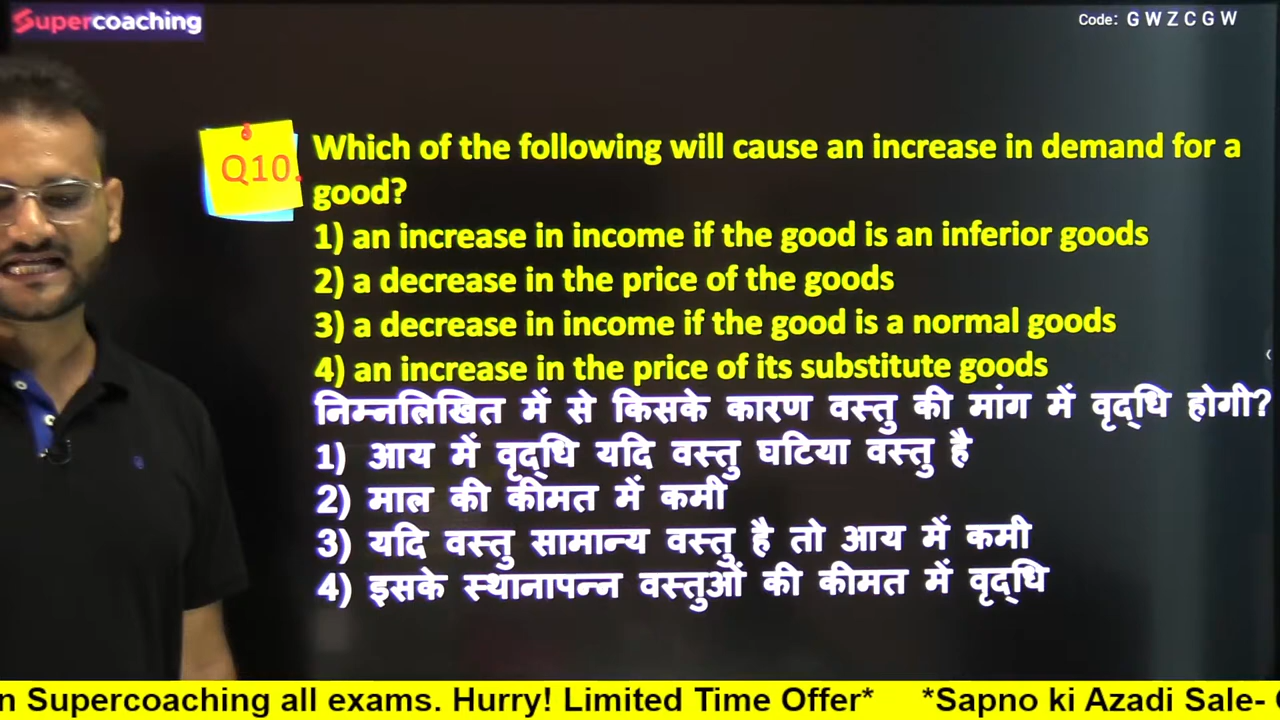 Supercoaching
Code: G W Z C G W
Q10.
Which of the following will cause an increase in demand for a
good?
1) an increase in income if the good is an inferior goods
2) a decrease in the price of the goods
3) a decrease in income if the good is a normal goods
4) an increase in the price of its substitute goods
निम्नलिखित में से किसके कारण वस्तु की मांग में वृद्धि होगी?
1) आय में वृद्धि यदि वस्तु घटिया वस्तु है
2) माल की कीमत में कमी
3) यदि वस्तु सामान्य वस्तु है तो आय में कमी
4) इसके स्थानापन्न वस्तुओं की कीमत में वृद्धि
n Supercoaching all exams. Hurry! Limited Time Offer* *Sapno ki Azadi Sale-